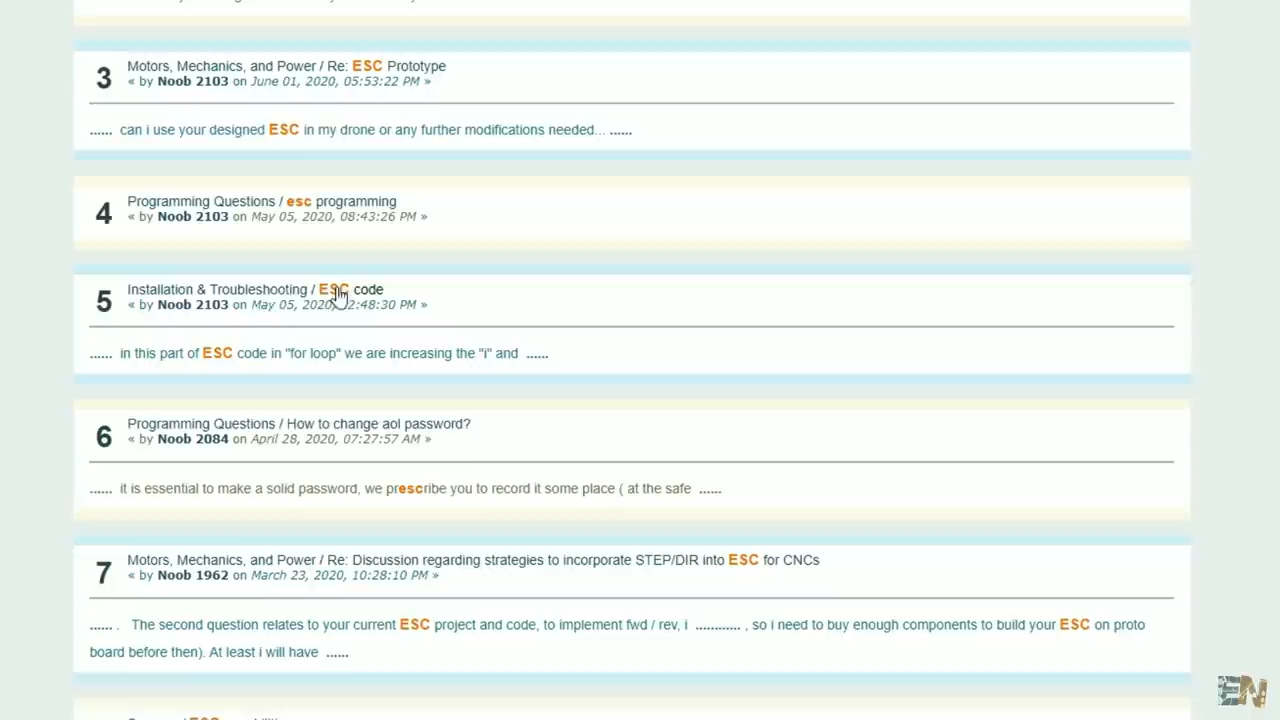 3
Motors, Mechanics, and Power / Re: ESC Prototype
« by Noob 2103 on June 01, 2020, 05:53:22 PM »
...... can i use your designed ESC in my drone or any further modifications needed... ......
4
Programming Questions / esc programming
« by Noob 2103 on May 05, 2020, 08:43:26 PM »
5
Installation & Troubleshooting / ESC code
« by Noob 2103 on May 05, 2020, 2:48:30 PM »
...... in this part of ESC code in "for loop" we are increasing the "i" and ......
6
Programming Questions / How to change aol password?
« by Noob 2084 on April 28, 2020, 07:27:57 AM »
...... it is essential to make a solid password, we prescribe you to record it some place ( at the safe ......
7
Motors, Mechanics, and Power / Re: Discussion regarding strategies to incorporate STEP/DIR into ESC for CNCs
« by Noob 1962 on March 23, 2020, 10:28:10 PM »
...... . The second question relates to your current ESC project and code, to implement fwd / rev, i ............ , so i need to buy enough components to build your ESC on proto
board before then). At least i will have ......
EN